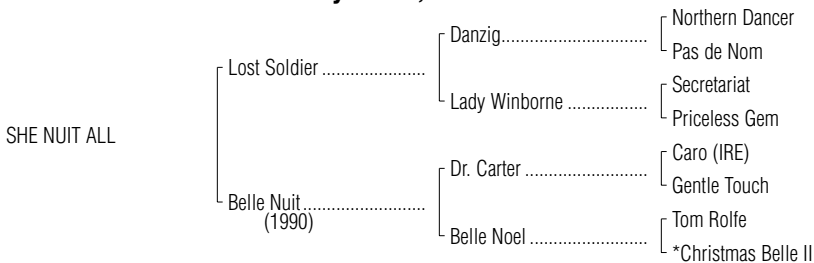 Northern Dancer
Danzig..............................
Pas de Nom
Lost Soldier ......................
Secretariat
Lady Winborne .................
Priceless Gem
SHE NUIT ALL
Caro (IRE)
Dr. Carter ..........................
Gentle Touch
Belle Nuit..........................
(1990)
Tom Rolfe
Belle Noel .........................
*Christmas Belle II